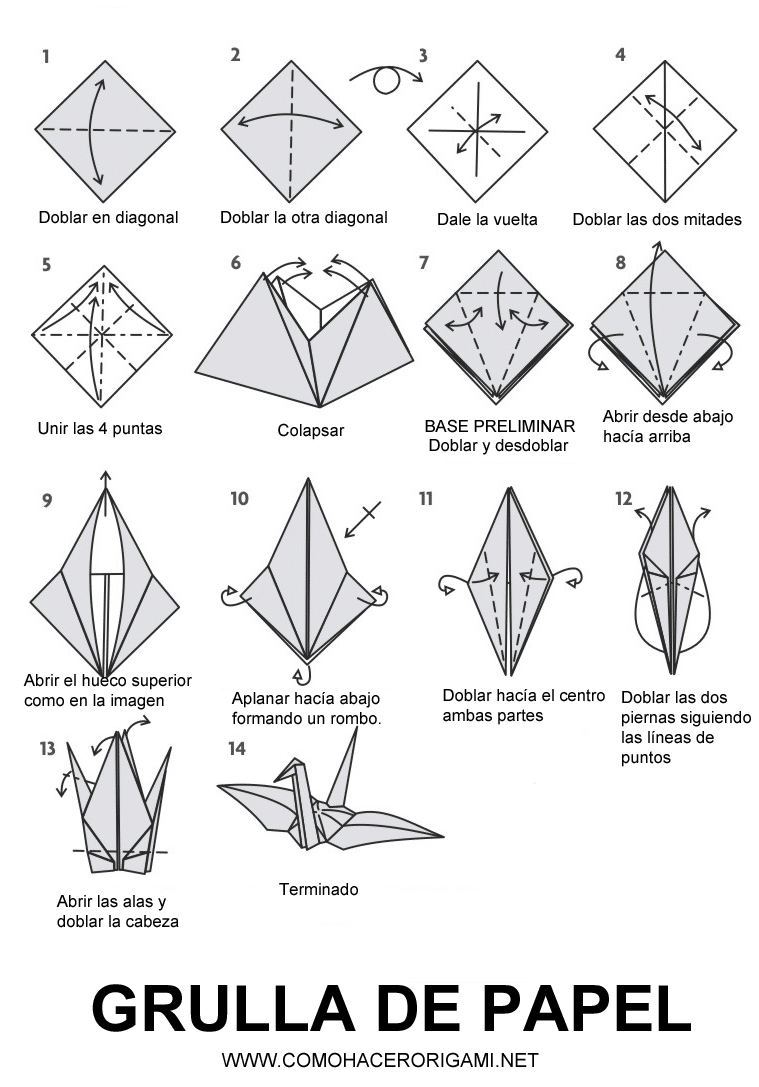 1
2
3
4
Doblar en diagonal
Doblar la otra diagonal
Dale la vuelta
Doblar las dos mitades
5
6
7
8
Unir las 4 puntas
Colapsar
BASE PRELIMINAR
Doblar y desdoblar
Abrir desde abajo
hacía arriba
9
10
11
12
Abrir el hueco superior
como en la imagen
Aplanar hacía abajo
formando un rombo.
Doblar hacía el centro
ambas partes
Doblar las dos
piernas siguiendo
las líneas de
puntos
13
14
Abrir las alas y
doblar la cabeza
Terminado
GRULLA DE PAPEL
WWW.COMOHACERORIGAMI.NET